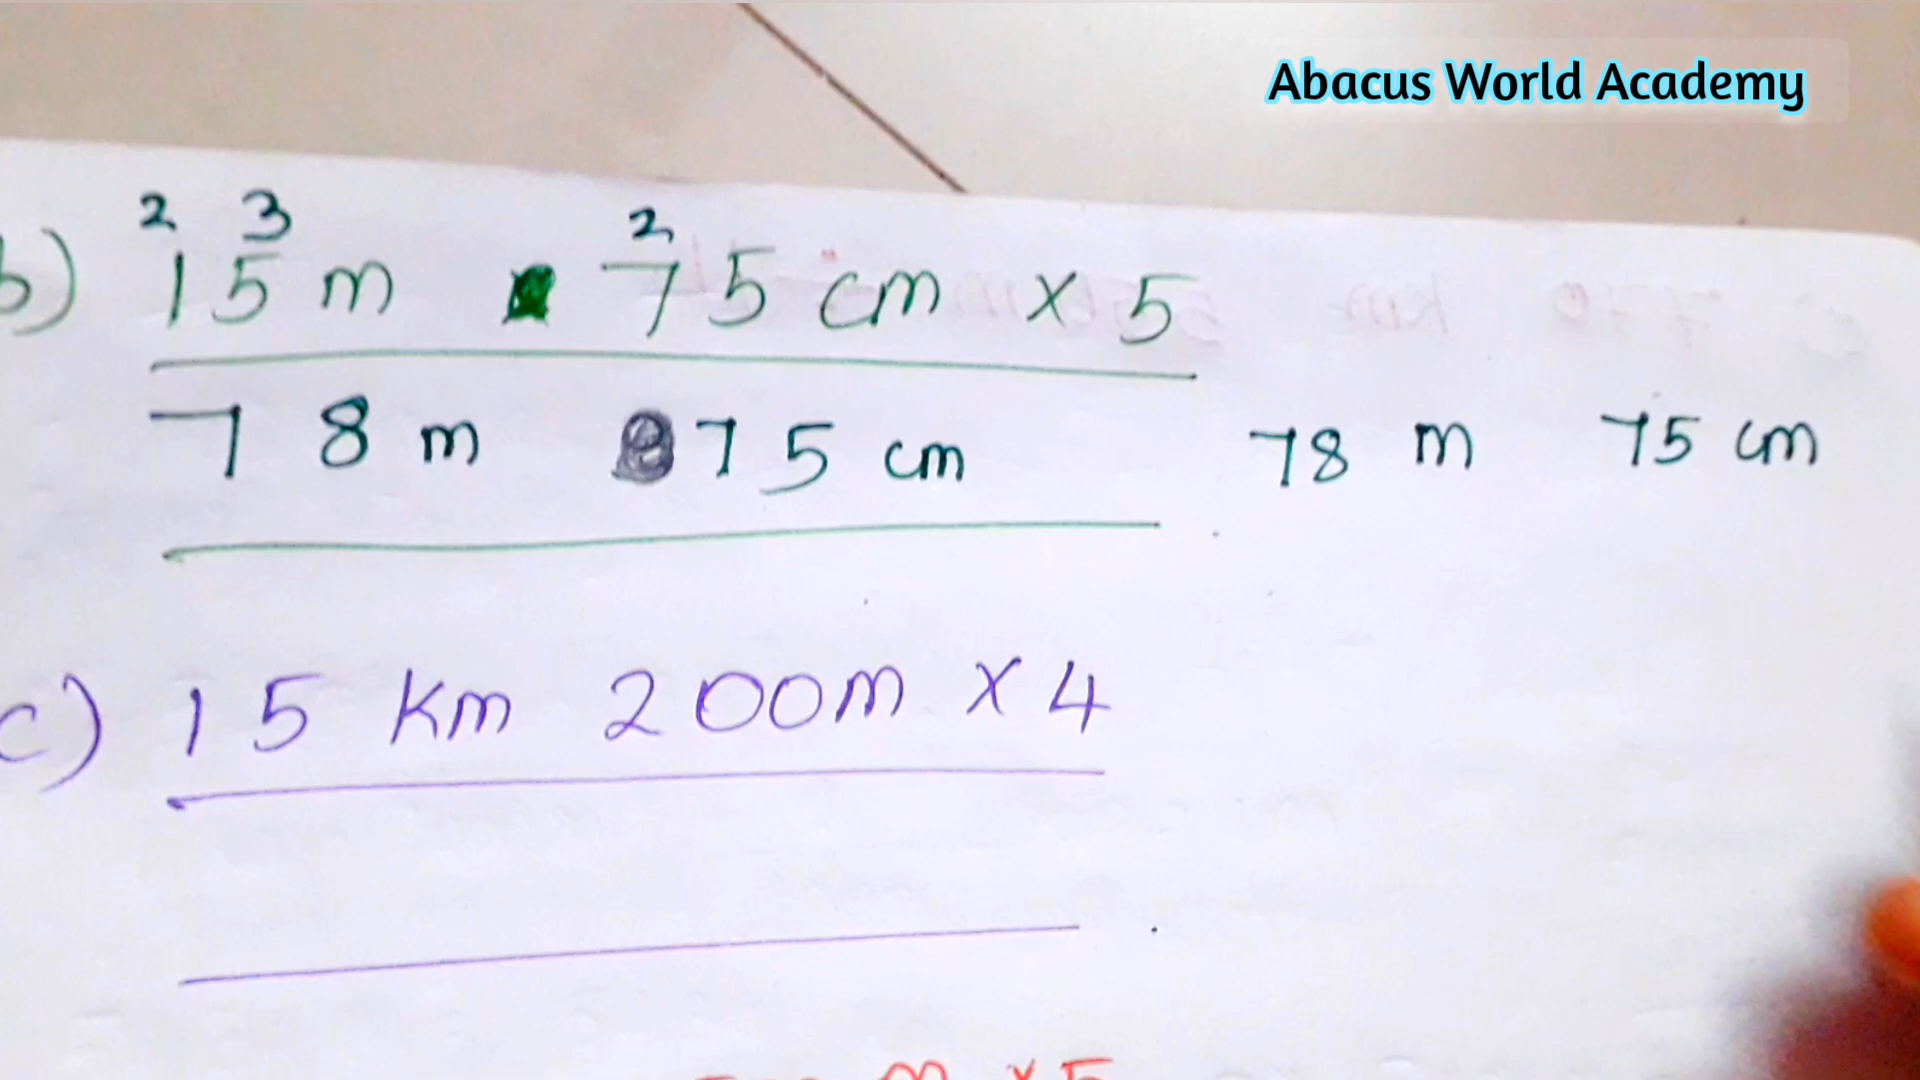 Abacus World Academy
2 3 2
b) 15 m 75 cm x 5
78 m 75 cm 78 m 75 cm
c) 15 km 200m x 4
m x 5